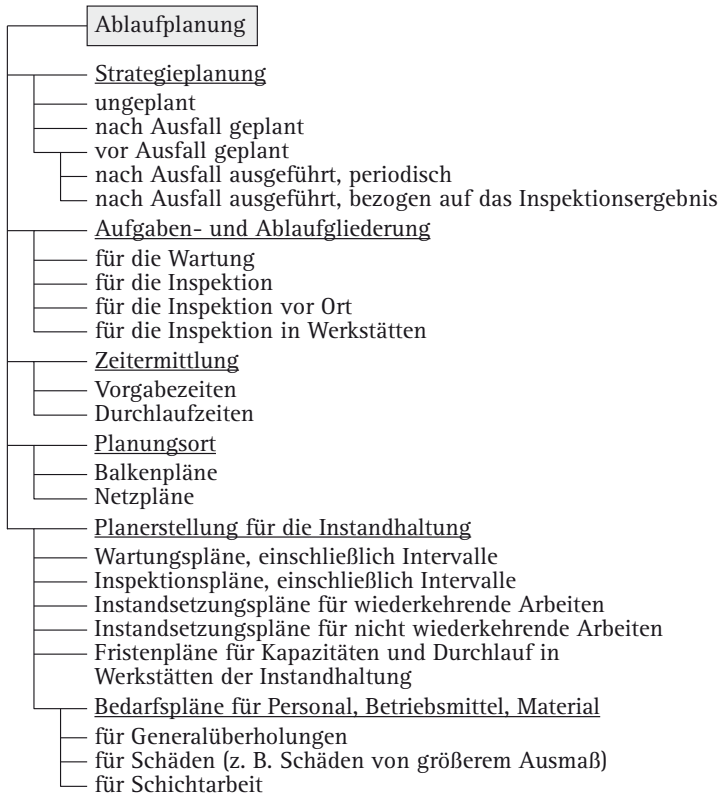 Ablaufplanung
Strategieplanung
ungeplant
nach Ausfall geplant
vor Ausfall geplant
nach Ausfall ausgeführt, periodisch
nach Ausfall ausgeführt, bezogen auf das Inspektionsergebnis
Aufgaben- und Ablaufgliederung
für die Wartung
für die Inspektion
für die Inspektion vor Ort
für die Inspektion in Werkstätten
Zeitermittlung
Vorgabezeiten
Durchlaufzeiten
Planungsort
Balkenpläne
Netzpläne
Planerstellung für die Instandhaltung
Wartungspläne, einschließlich Intervalle
Inspektionspläne, einschließlich Intervalle
Instandsetzungspläne für wiederkehrende Arbeiten
Instandsetzungspläne für nicht wiederkehrende Arbeiten
Fristenpläne für Kapazitäten und Durchlauf in
Werkstätten der Instandhaltung
Bedarfspläne für Personal, Betriebsmittel, Material
für Generalüberholungen
für Schäden (z. B. Schäden von größerem Ausmaß)
für Schichtarbeit